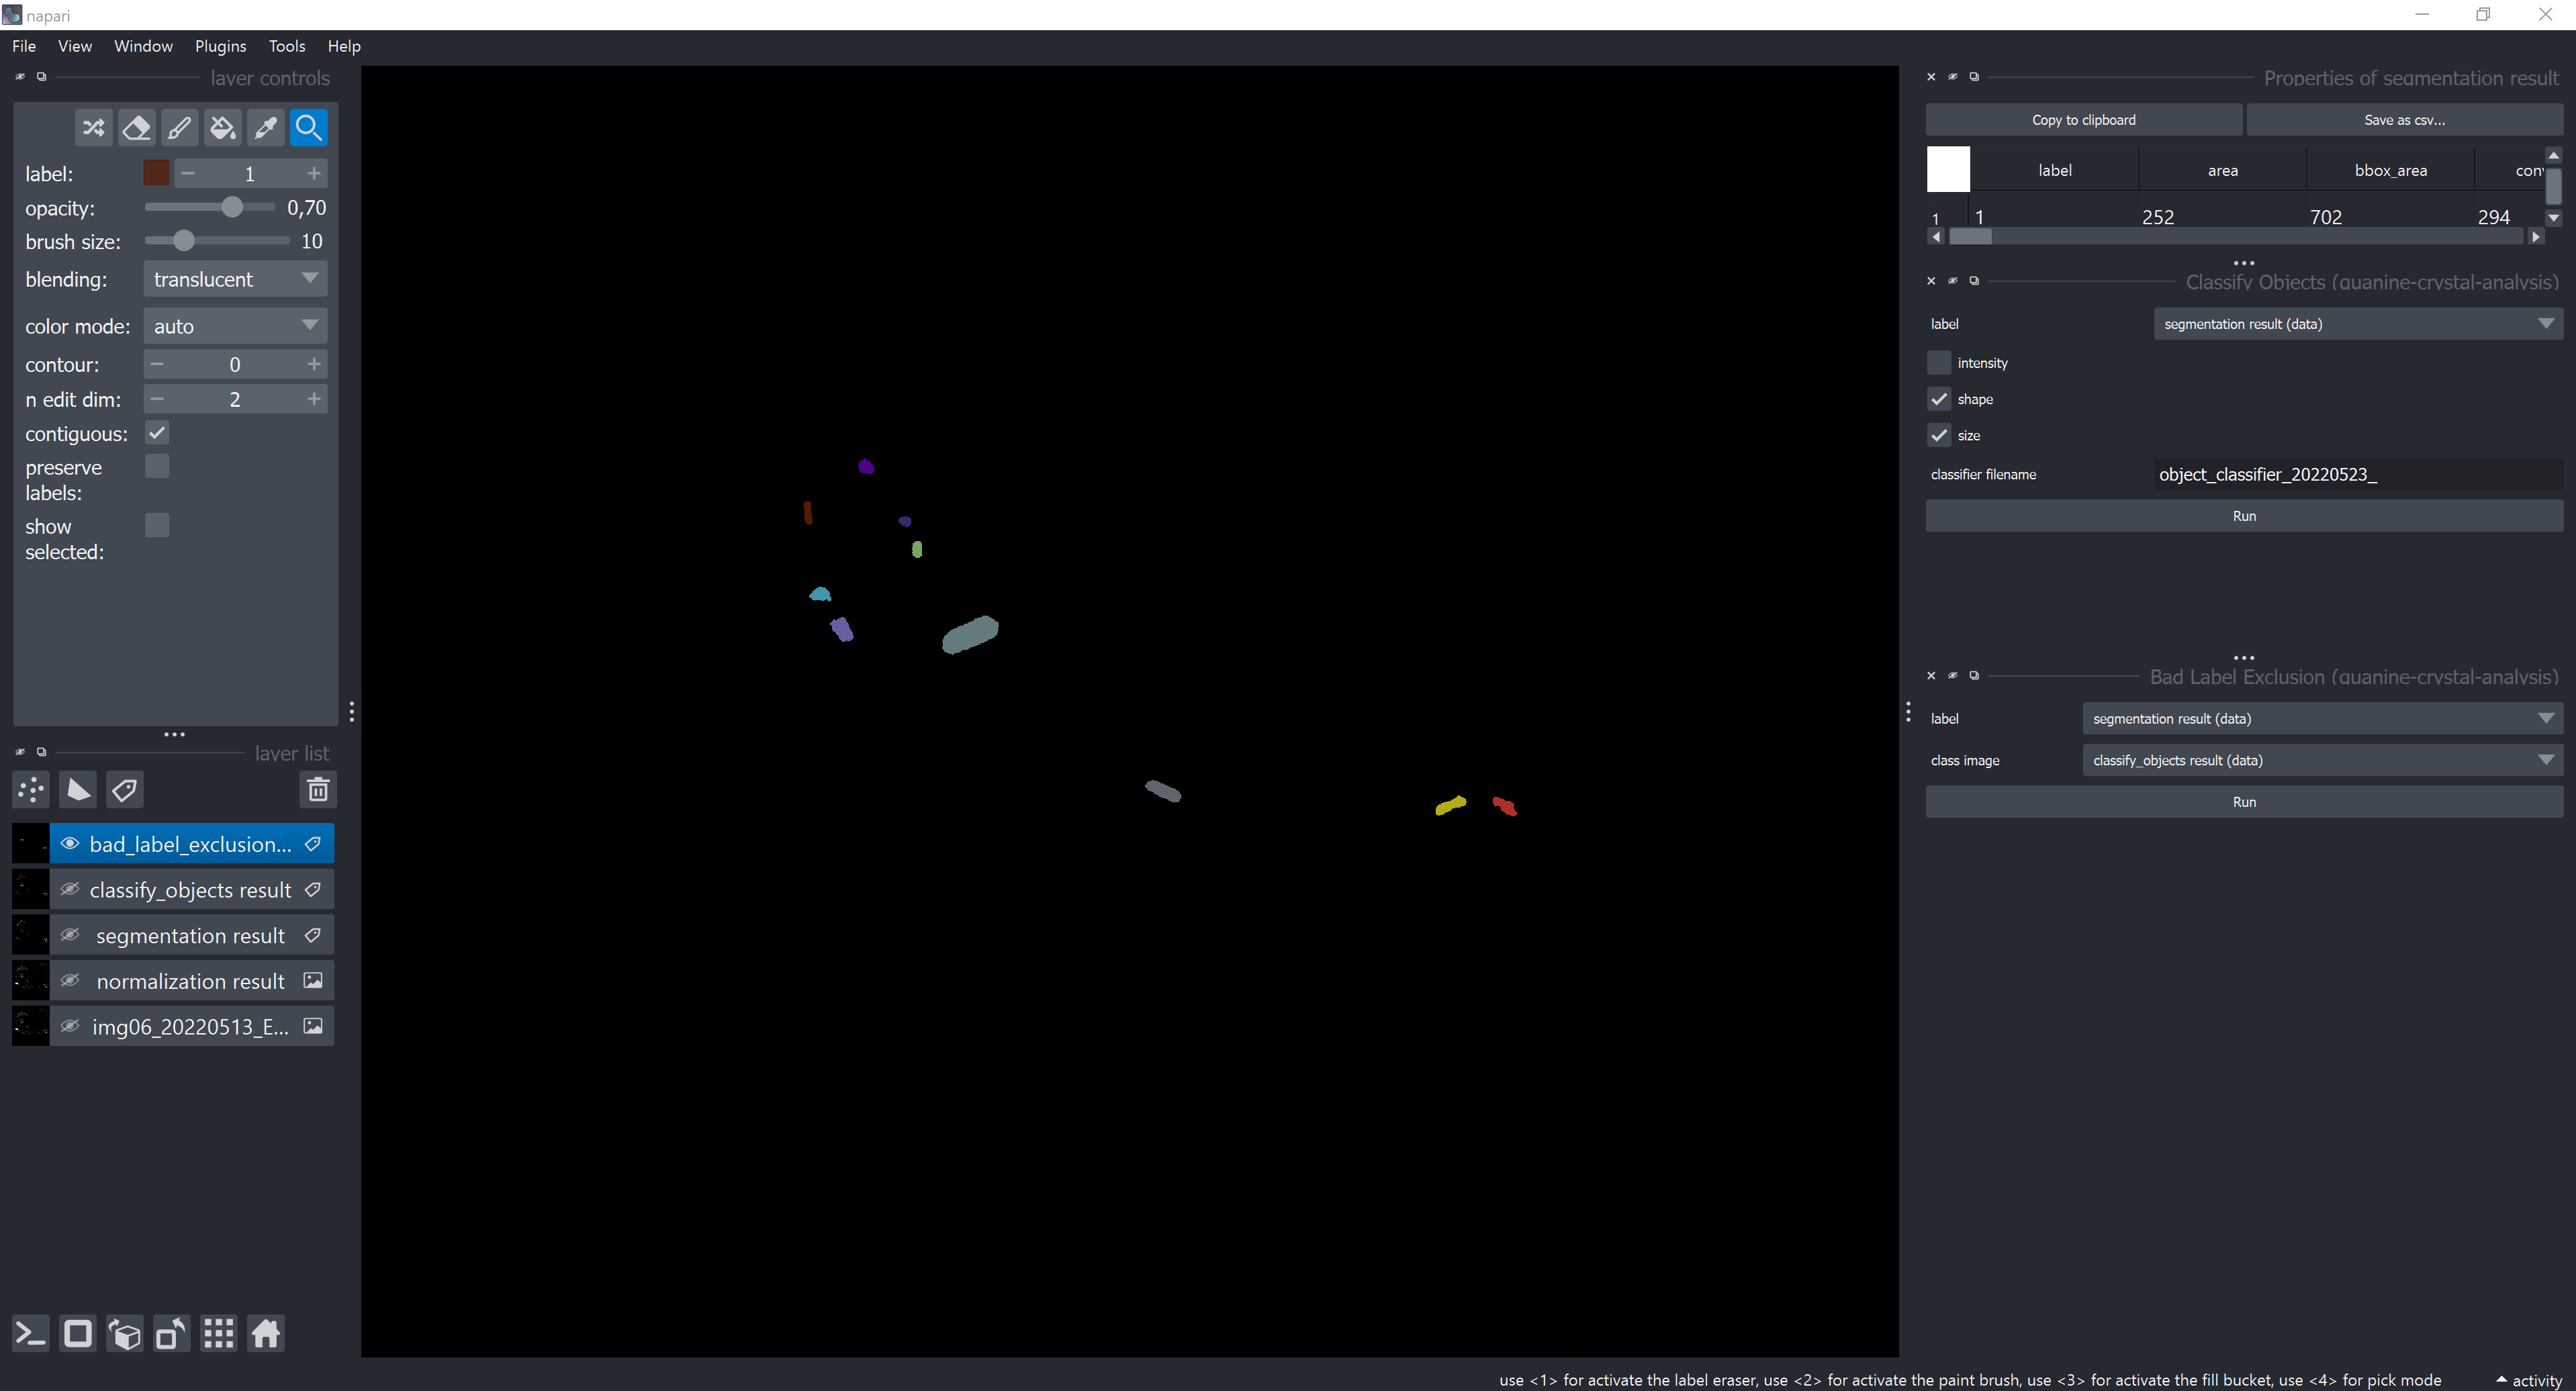 napari
File View Window Plugins Tools Help
layer controls
label: 1
opacity: 0,70
brush size: 10
blending: translucent
color mode: auto
contour: 0
n edit dim: 2
contiguous:
preserve
labels:
show
selected:
layer list
bad_label_exclusion...
classify_objects result
segmentation result
normalization result
img06_20220513_E...
Properties of segmentation result
Copy to clipboard Save as csv...
label area bbox_area con
1 1 252 702 294
Classify Objects (guanine-crystal-analysis)
label segmentation result (data)
intensity
shape
size
classifier filename object_classifier_20220523_
Run
Bad Label Exclusion (guanine-crystal-analysis)
label segmentation result (data)
class image classify_objects result (data)
Run
use <1> for activate the label eraser, use <2> for activate the paint brush, use <3> for activate the fill bucket, use <4> for pick mode activity